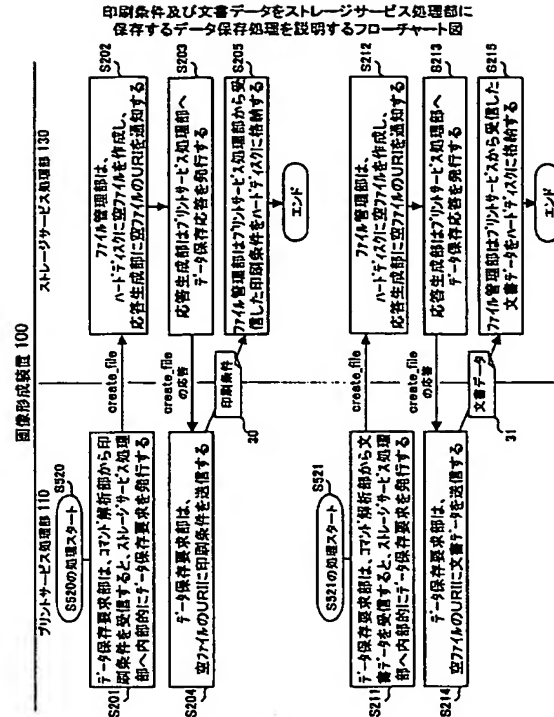 印刷条件及び文書データをストレージサービス処理部に
保存するデータ保存処理を説明するフローチャート図
画像形成装置 100
プリントサービス処理部 110
ストレージサービス処理部 130
S520
S520の処理スタート
S201
データ保存要求部は、コマンド解析部から印
刷条件を受信すると、ストレージサービス処理
部へ内部的にデータ保存要求を発行する
create_file
S202
ファイル管理部は、
ハードディスクに空ファイルを作成し、
応答生成部に空ファイルのURIを通知する
S203
応答生成部はプリントサービス処理部へ
データ保存応答を発行する
create_file
の応答
S204
データ保存要求部は、
空ファイルのURIに印刷条件を送信する
印刷条件
30
S205
ファイル管理部はプリントサービス処理部から受
信した印刷条件をハードディスクに格納する
エンド
S521
S521の処理スタート
S211
データ保存要求部は、コマンド解析部から文
書データを受信すると、ストレージサービス処理
部へ内部的にデータ保存要求を発行する
create_file
S212
ファイル管理部は、
ハードディスクに空ファイルを作成し、
応答生成部に空ファイルのURIを通知する
S213
応答生成部はプリントサービス処理部へ
データ保存応答を発行する
create_file
の応答
S214
データ保存要求部は、
空ファイルのURIに文書データを送信する
文書データ
31
S215
ファイル管理部はプリントサービスから受信した
文書データをハードディスクに格納する
エンド